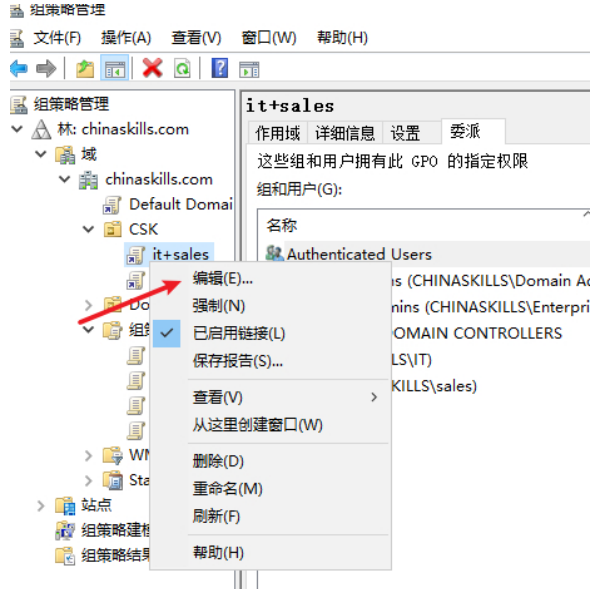 组策略管理
文件(F) 操作(A) 查看(V) 窗口(W) 帮助(H)
组策略管理
林: chinaskills.com
域
chinaskills.com
Default Domai
CSK
it+sales
Do
组
WM
Sta
站点
组策略建模
组策略结果
it+sales
作用域 详细信息 设置 委派
这些组和用户拥有此 GPO 的指定权限
组和用户(G):
名称
Authenticated Users
ns (CHINASKILLS\Domain Ad
mins (CHINASKILLS\Enterpri
DOMAIN CONTROLLERS
LS\IT)
KILLS\sales)
编辑(E)...
强制(N)
已启用链接(L)
保存报告(S)...
查看(V)
从这里创建窗口(W)
删除(D)
重命名(M)
刷新(F)
帮助(H)